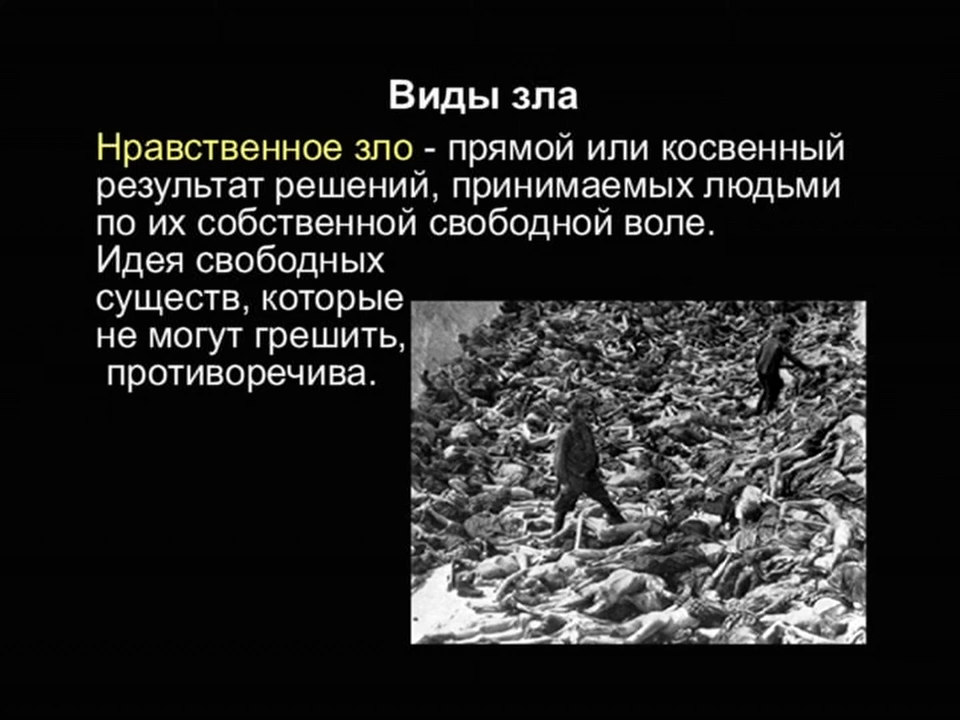 Виды зла
Нравственное зло - прямой или косвенный
результат решений, принимаемых людьми
по их собственной свободной воле.
Идея свободных
существ, которые
не могут грешить,
противоречива.